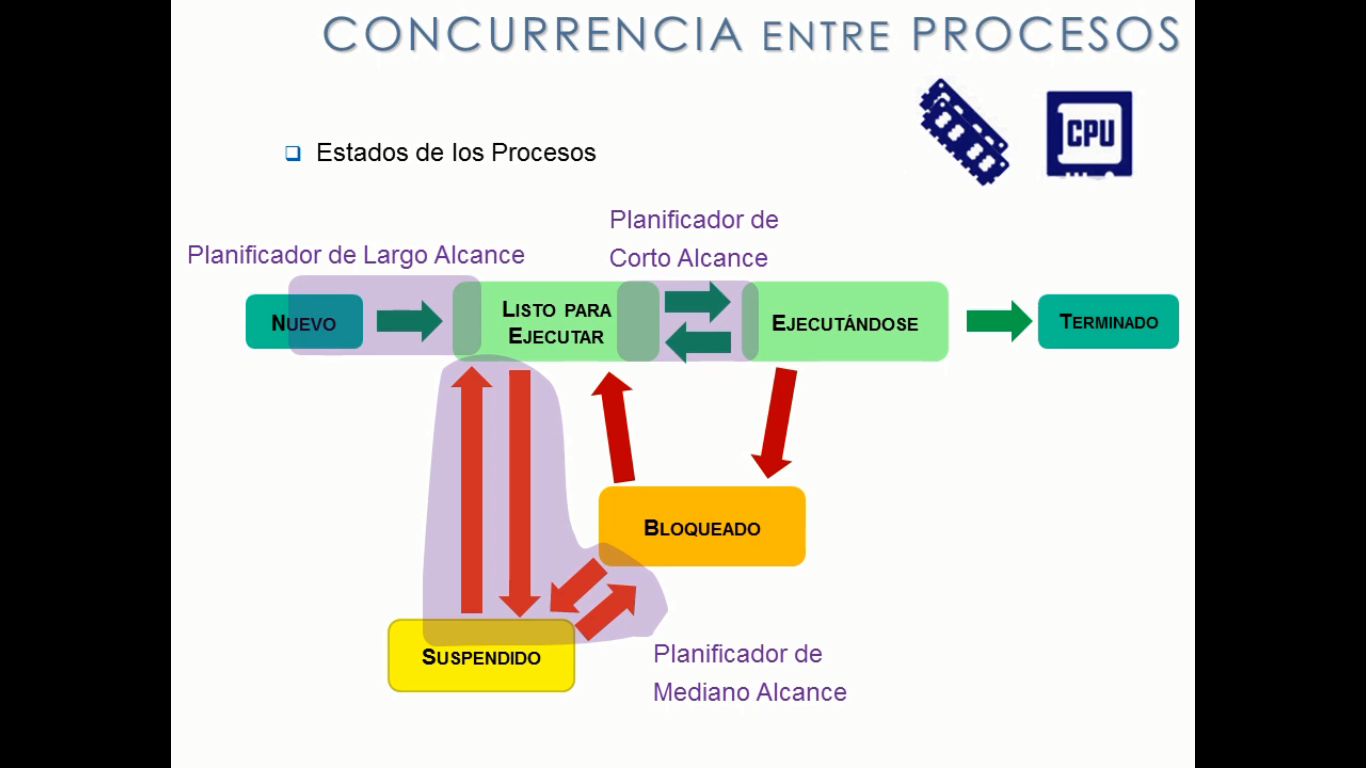 CONCURRENCIA ENTRE PROCESOS
CPU
Estados de los Procesos
Planificador de Largo Alcance
Planificador de
Corto Alcance
NUEVO
LISTO PARA
EJECUTAR
EJECUTÁNDOSE
TERMINADO
BLOQUEADO
SUSPENDIDO
Planificador de
Mediano Alcance